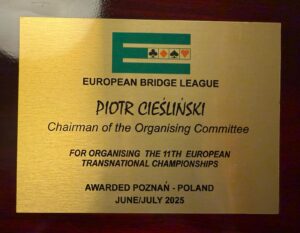 EUROPEAN BRIDGE LEAGUE
PIOTR CIEŚLIŃSKI
Chairman of the Organising Committee
FOR ORGANISING THE 11TH EUROPEAN
TRANSNATIONAL CHAMPIONSHIPS
AWARDED POZNAŃ - POLAND
JUNE/JULY 2025